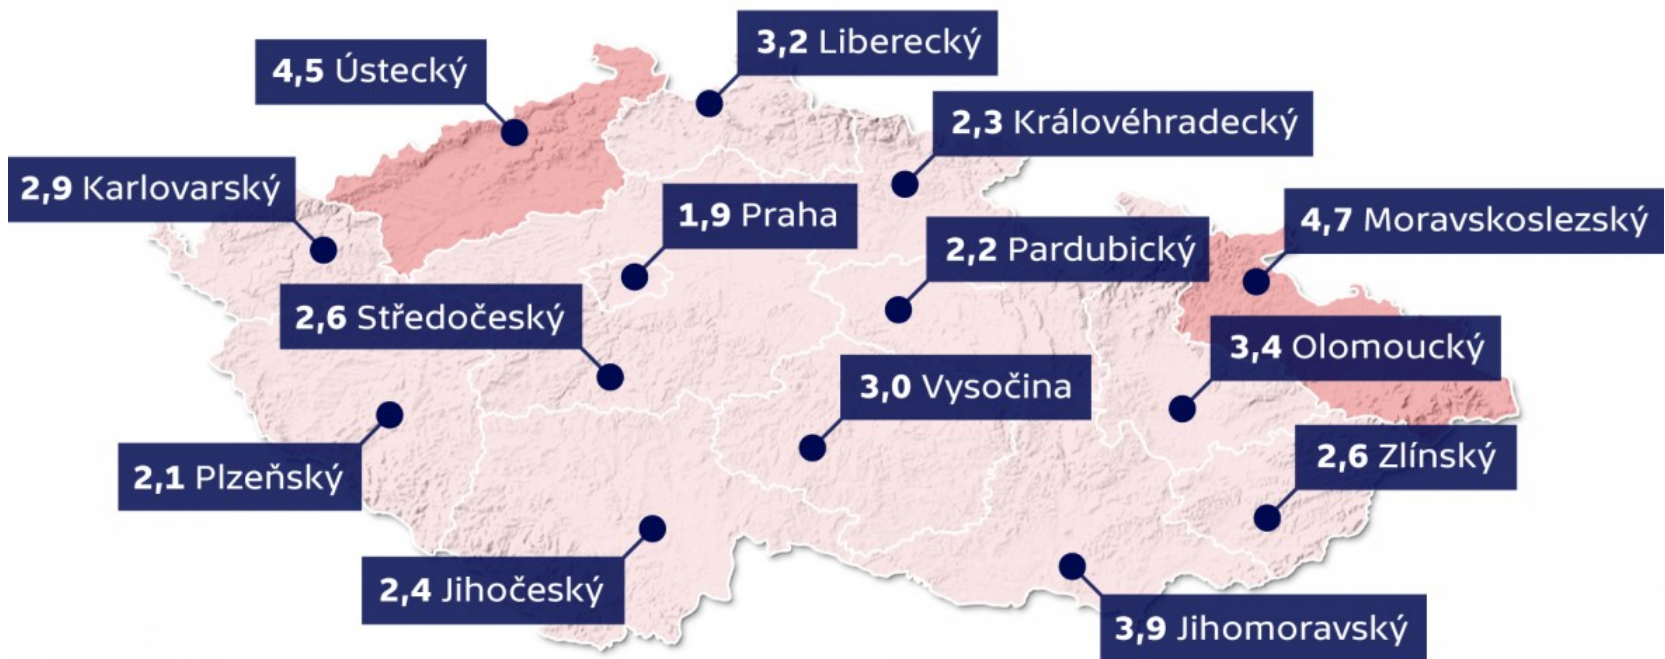 3,2 Liberecký
4,5 Ústecký
2,3 Královéhradecký
2,9 Karlovarský
1,9 Praha
4,7 Moravskoslezský
2,2 Pardubický
2,6 Středočeský
3,4 Olomoucký
3,0 Vysočina
2,6 Zlínský
2,1 Plzeňský
2,4 Jihočeský
3,9 Jihomoravský